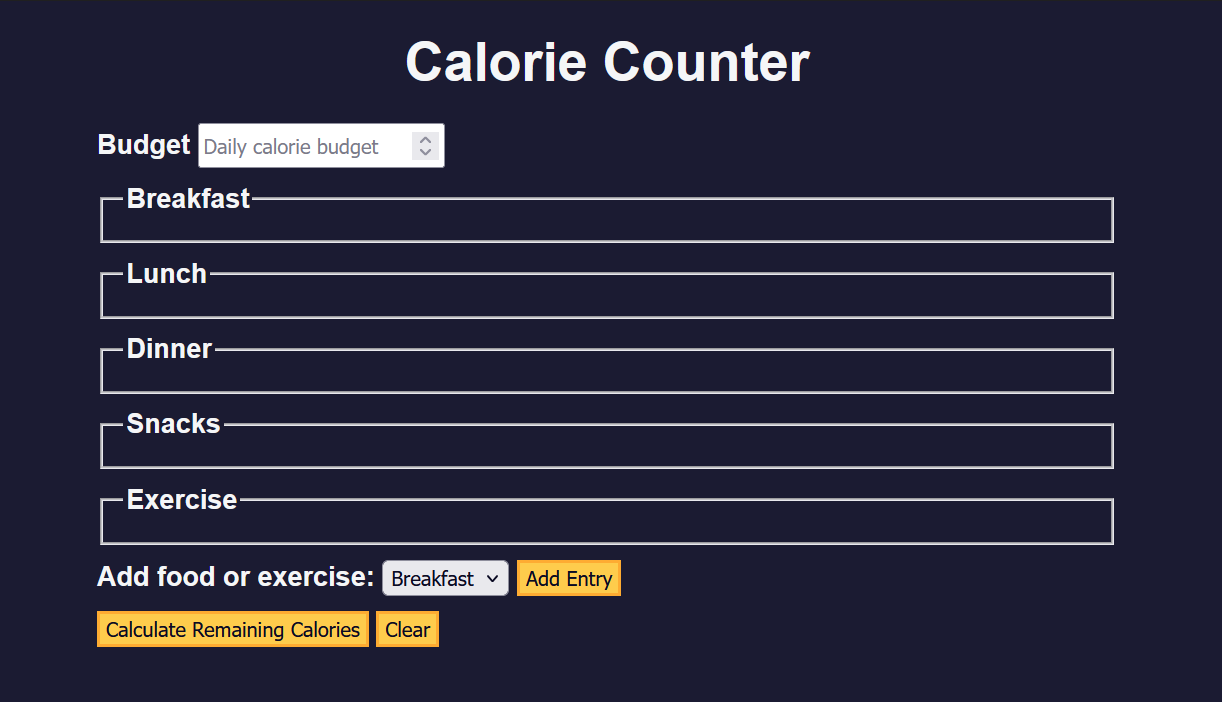 Calorie Counter
Budget Daily calorie budget
Breakfast
Lunch
Dinner
Snacks
Exercise
Add food or exercise: Breakfast Add Entry
Calculate Remaining Calories Clear